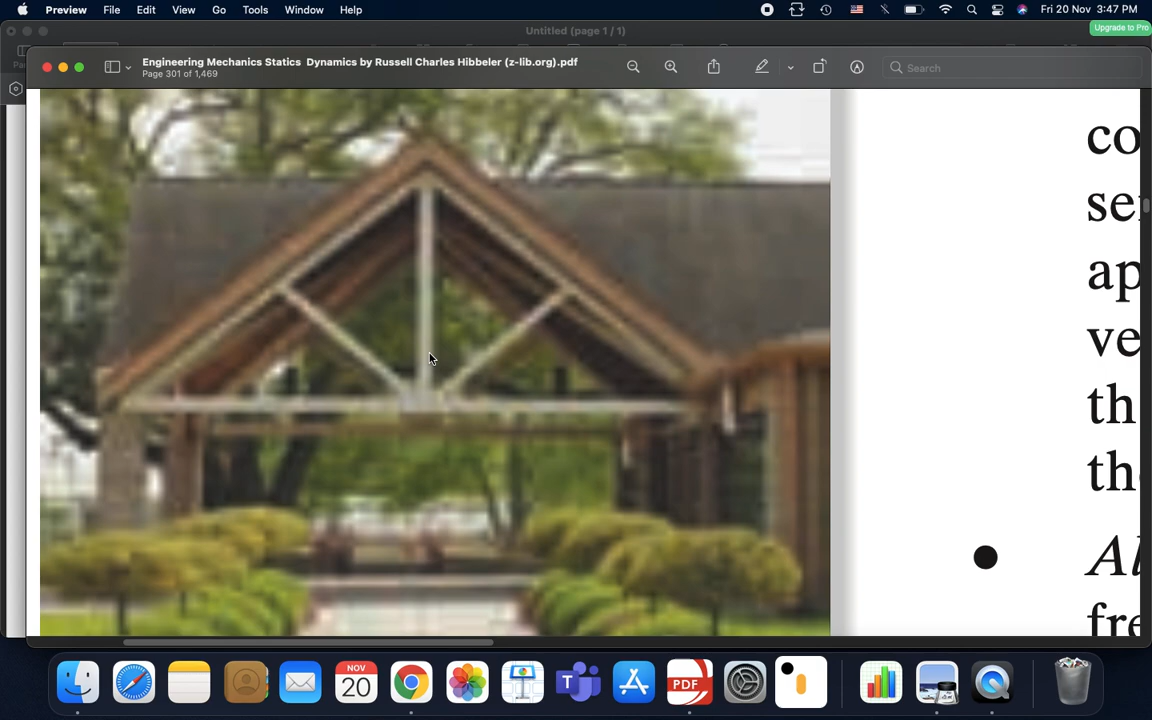 Preview File Edit View Go Tools Window Help Fri 20 Nov 3:47 PM
Untitled (page 1 / 1)
Upgrade to Pro
Engineering Mechanics Statics Dynamics by Russell Charles Hibbeler (z-lib.org).pdf
Page 301 of 1,469
Search
co
se
ap
ve
th
th
• Al
fre
NOV
20
PDF